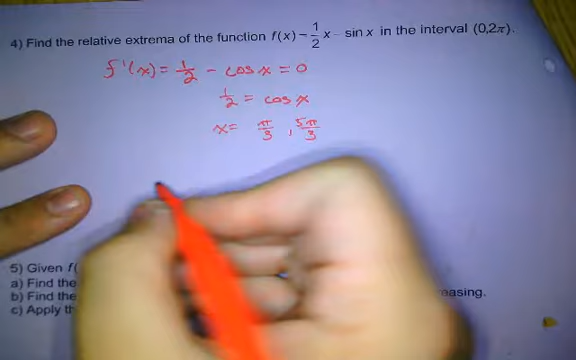 4) Find the relative extrema of the function f(x) = 1/2 x - sin x in the interval (0,2π).
f'(x) = 1/2 - cos x = 0
1/2 = cos x
x = π/3 , 5π/3
5) Given f(
a) Find the
b) Find the easing.
c) Apply th